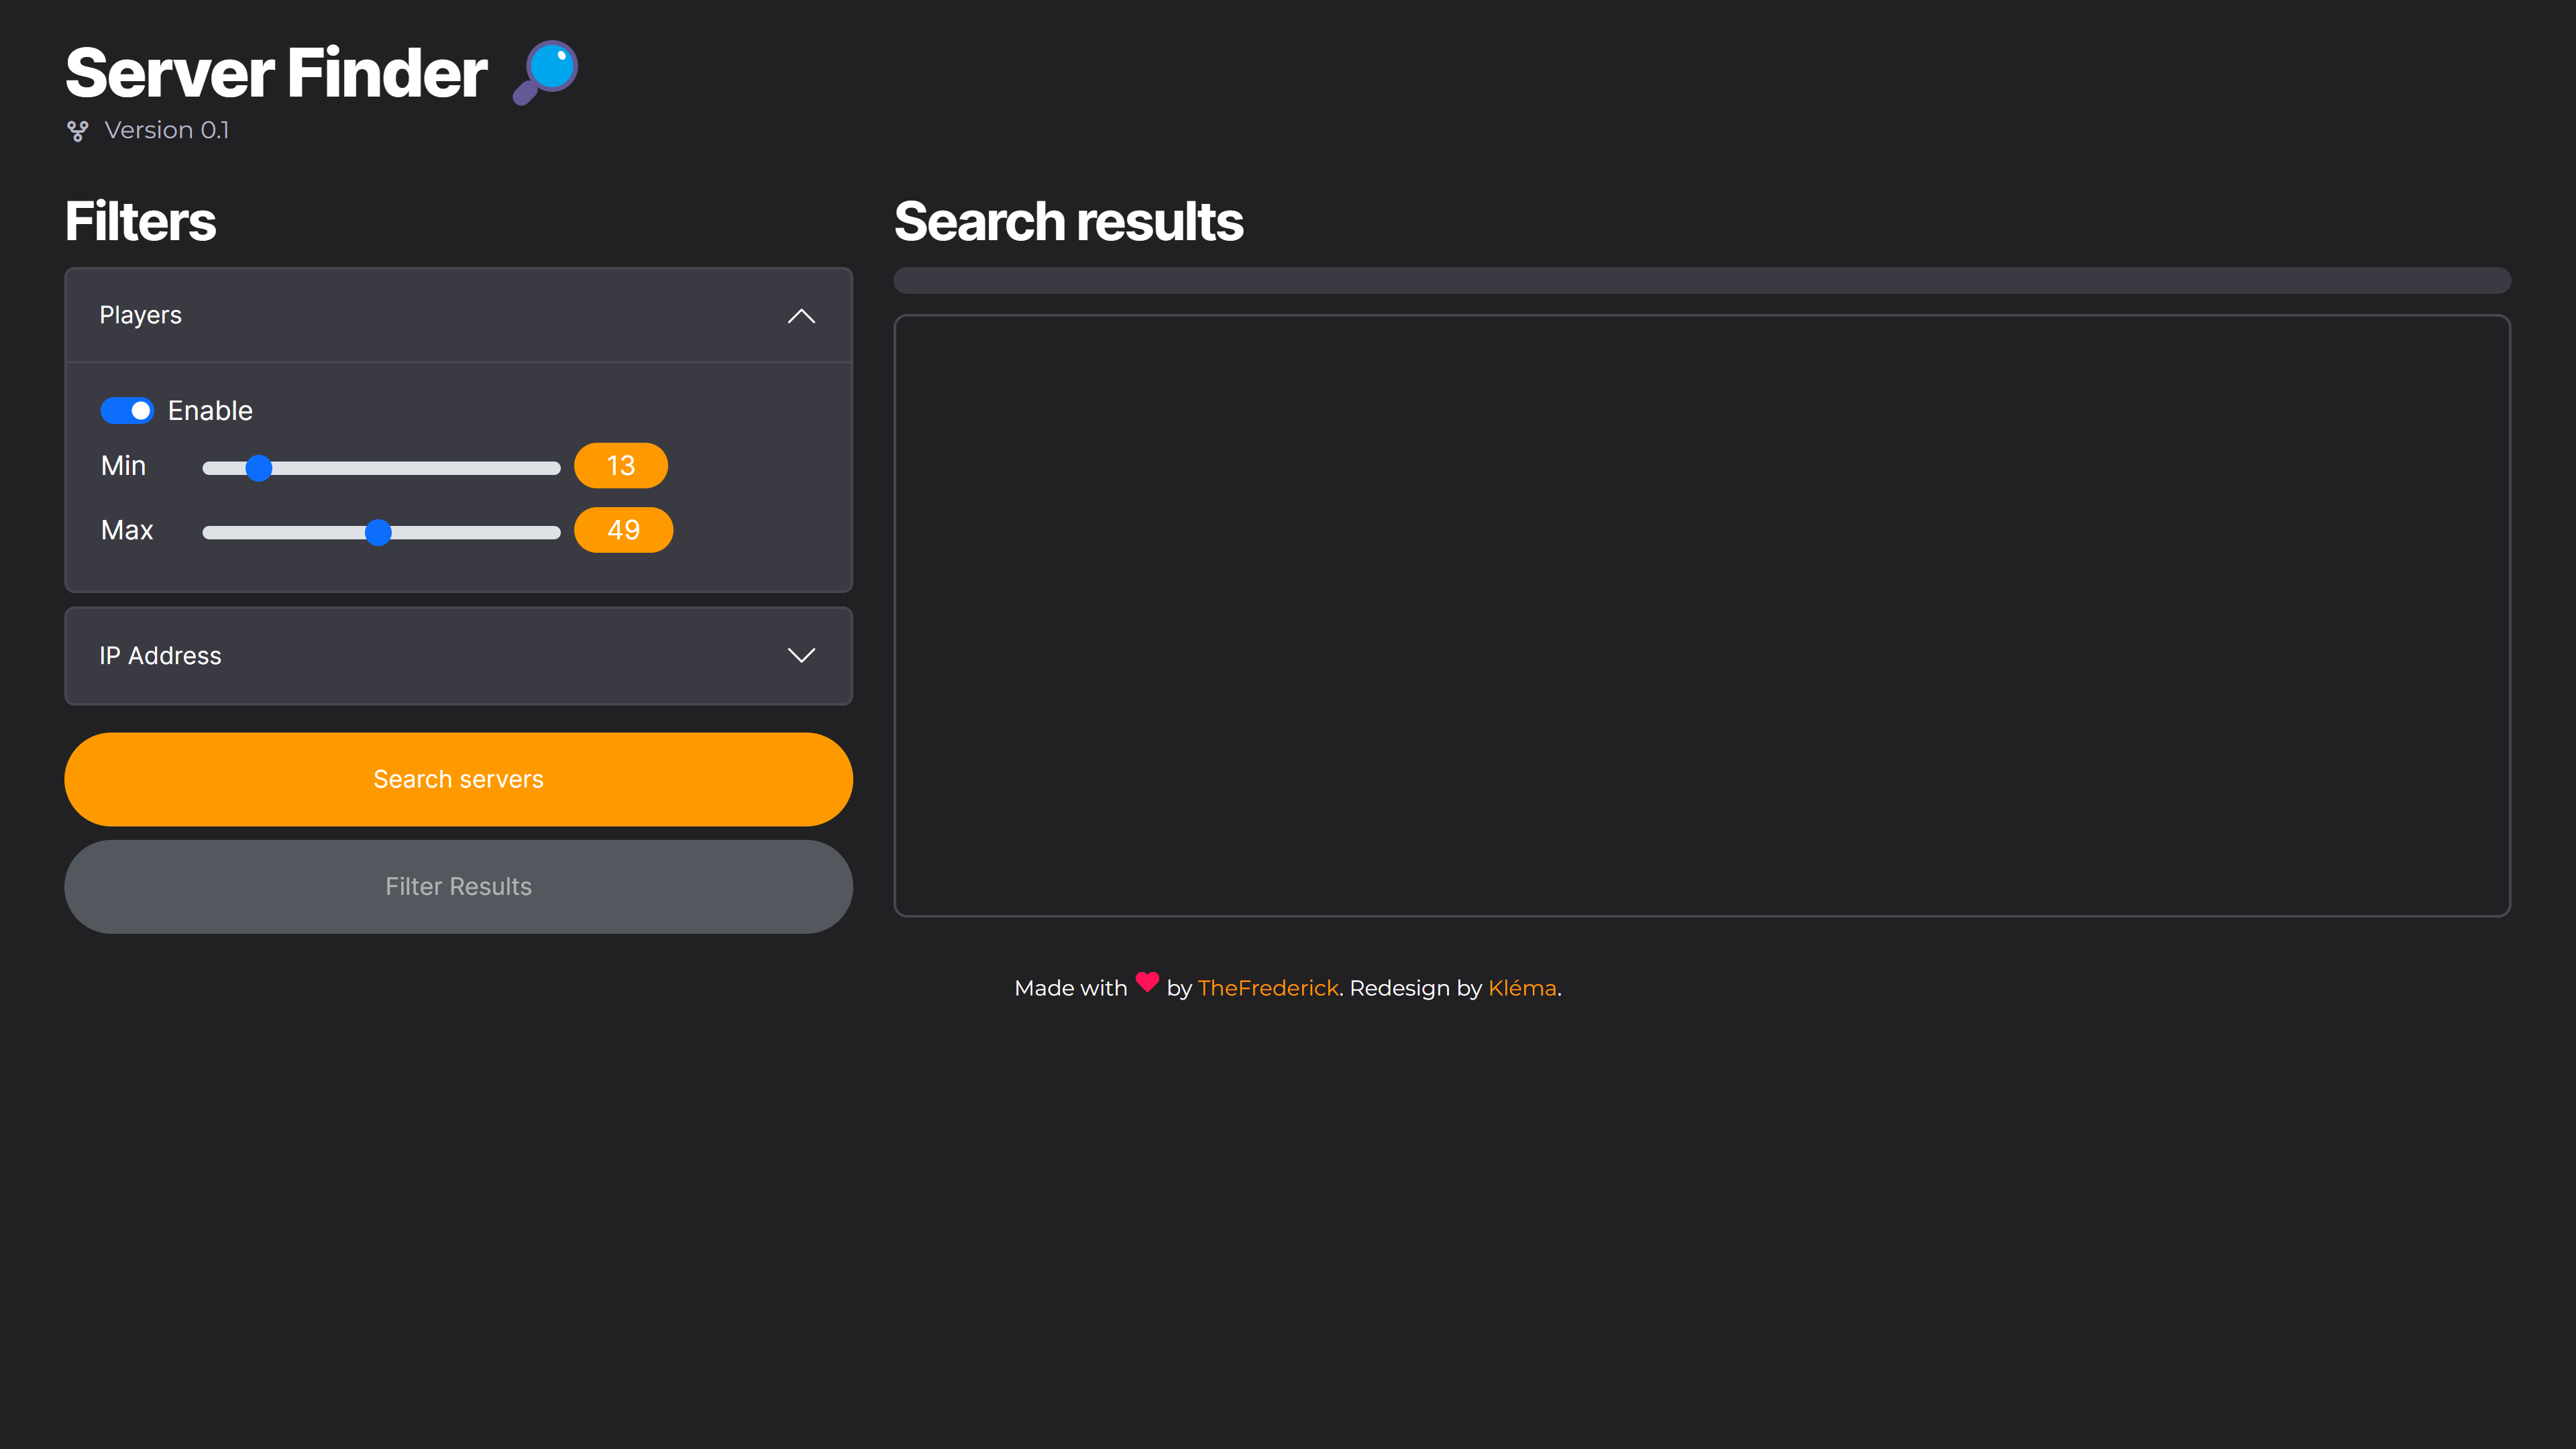 Server Finder
Version 0.1
Filters
Players
Enable
Min 13
Max 49
IP Address
Search servers
Filter Results
Search results
Made with by TheFrederick. Redesign by Kléma.